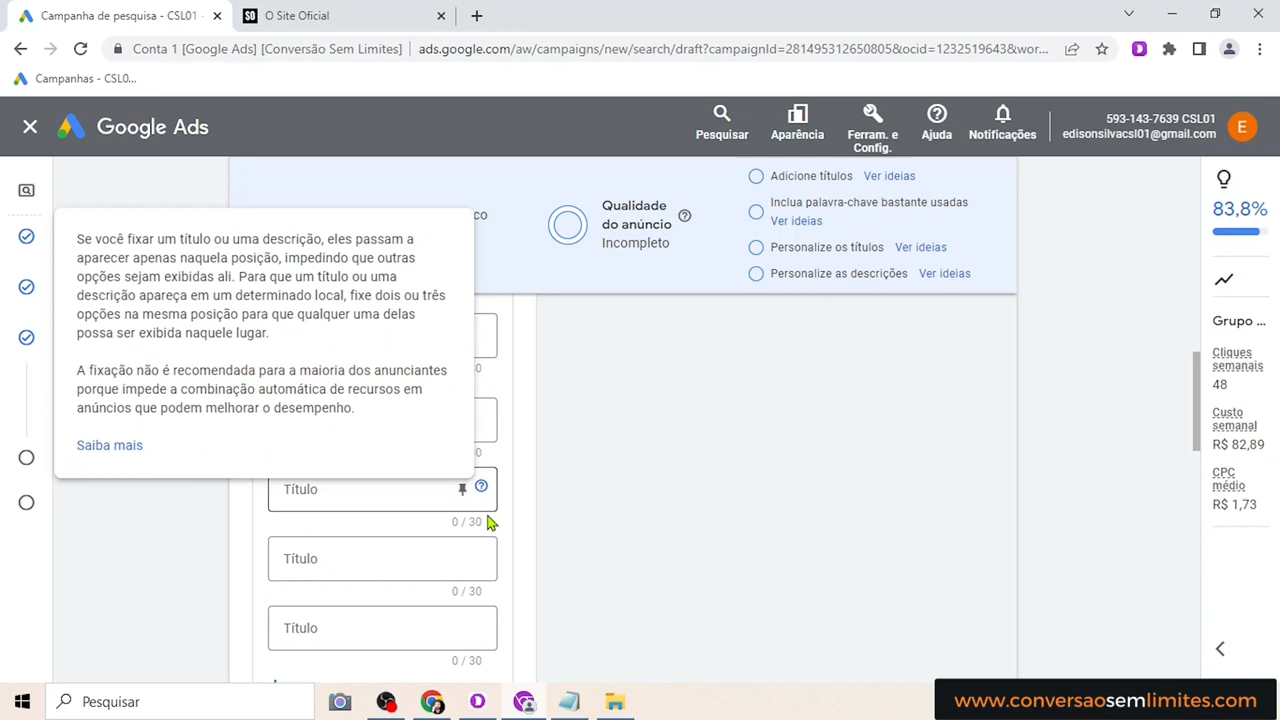 Campanha de pesquisa - CSL01 -
O Site Oficial
Conta 1 [Google Ads] [Conversão Sem Limites]
ads.google.com/aw/campaigns/new/search/draft?campaignId=281495312650805&ocid=1232519643&wor...
Campanhas - CSL0...
Google Ads
Pesquisar
Aparência
Ferram. e
Config.
Ajuda
Notificações
593-143-7639 CSL01
edisonsilvacsl01@gmail.com
E
co
Qualidade
do anúncio
Incompleto
Adicione títulos Ver ideias
Inclua palavra-chave bastante usadas
Ver ideias
Personalize os títulos Ver ideias
Personalize as descrições Ver ideias
83,8%
Grupo ...
Cliques
semanais
48
Custo
semanal
R$ 82,89
CPC
médio
R$ 1,73
Se você fixar um título ou uma descrição, eles passam a
aparecer apenas naquela posição, impedindo que outras
opções sejam exibidas ali. Para que um título ou uma
descrição apareça em um determinado local, fixe dois ou três
opções na mesma posição para que qualquer uma delas
possa ser exibida naquele lugar.
A fixação não é recomendada para a maioria dos anunciantes
porque impede a combinação automática de recursos em
anúncios que podem melhorar o desempenho.
Saiba mais
0
0
Título
0 / 30
Título
0 / 30
Título
0 / 30
Pesquisar
www.conversaosemlimites.com